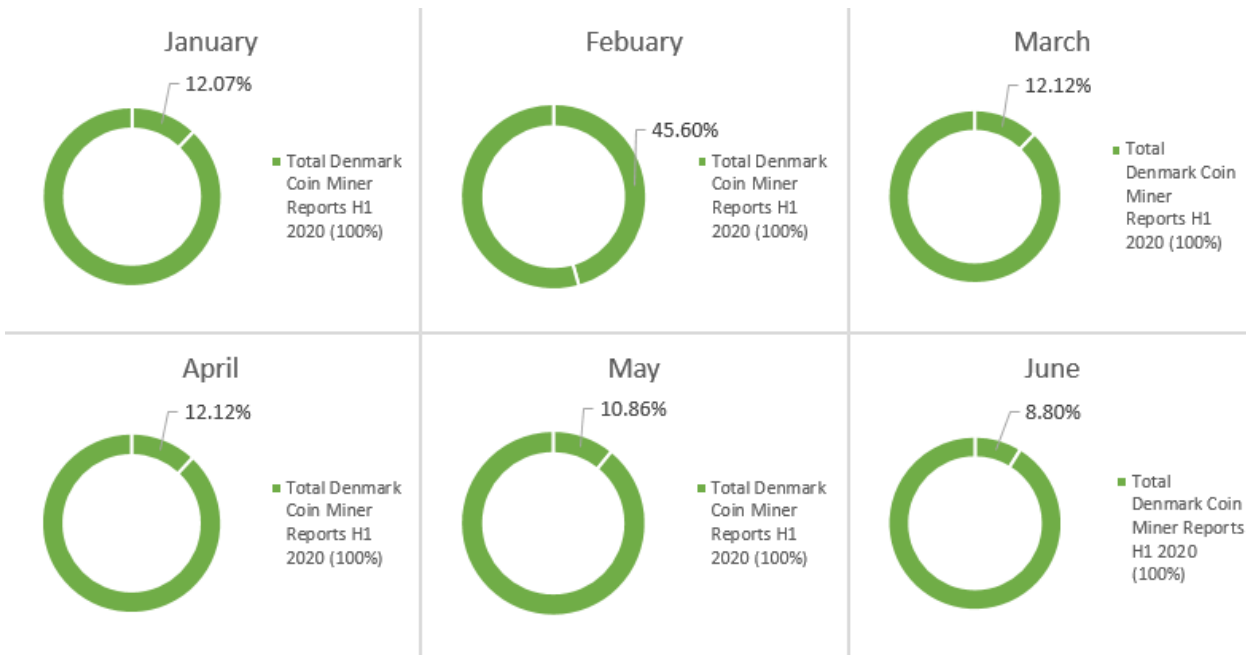 January
12.07%
Total Denmark
Coin Miner
Reports H1
2020 (100%)
Febuary
45.60%
Total Denmark
Coin Miner
Reports H1
2020 (100%)
March
12.12%
Total
Denmark Coin
Miner
Reports H1
2020 (100%)
April
12.12%
Total Denmark
Coin Miner
Reports H1
2020 (100%)
May
10.86%
Total Denmark
Coin Miner
Reports H1
2020 (100%)
June
8.80%
Total
Denmark Coin
Miner Reports
H1 2020
(100%)